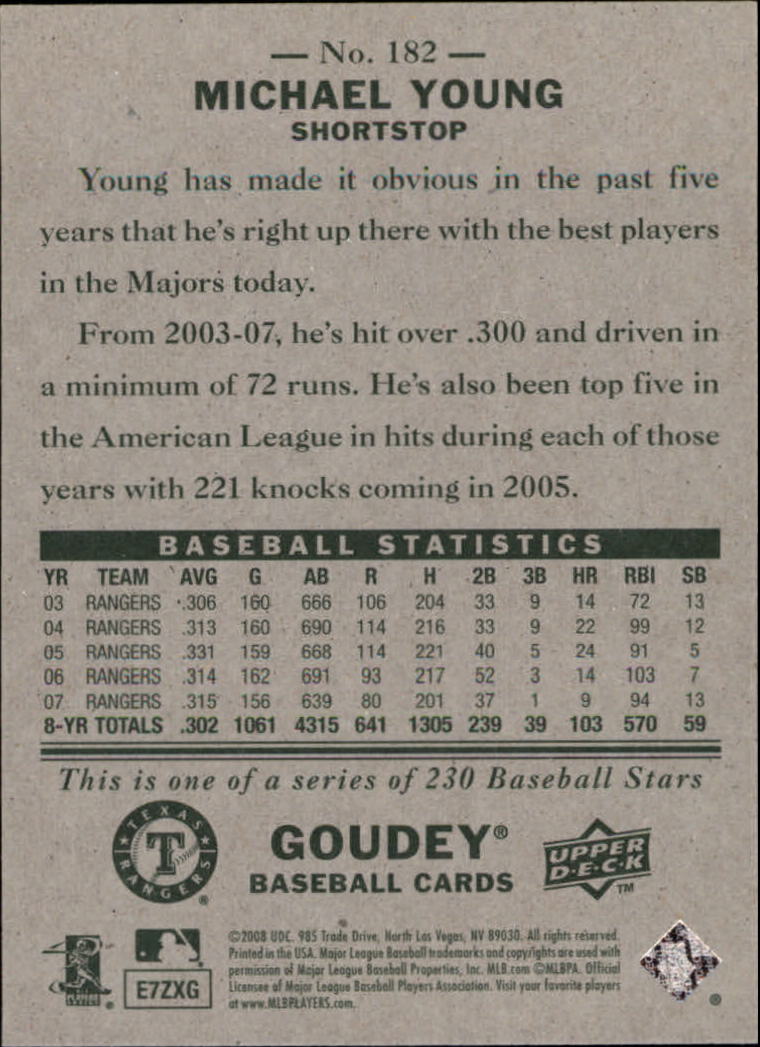 — No. 182 —
MICHAEL YOUNG
SHORTSTOP
Young has made it obvious in the past five
years that he's right up there with the best players
in the Majors today.
From 2003-07, he's hit over .300 and driven in
a minimum of 72 runs. He's also been top five in
the American League in hits during each of those
years with 221 knocks coming in 2005.
BASEBALL STATISTICS
YR TEAM AVG G AB R H 2B 3B HR RBI SB
03 RANGERS .306 160 666 106 204 33 9 14 72 13
04 RANGERS .313 160 690 114 216 33 9 22 99 12
05 RANGERS .331 159 668 114 221 40 5 24 91 5
06 RANGERS .314 162 691 93 217 52 3 14 103 7
07 RANGERS .315 156 639 80 201 37 1 9 94 13
8-YR TOTALS .302 1061 4315 641 1305 239 39 103 570 59
This is one of a series of 230 Baseball Stars
TEXAS T RANGERS ®
GOUDEY®
BASEBALL CARDS
UPPER
D·E·C·K
TM
©2008 UDC. 985 Trade Drive, North Las Vegas, NV 89030. All rights reserved.
Printed in the USA. Major League Baseball trademarks and copyrights are used with
permission of Major League Baseball Properties, Inc. MLB.com ©MLBPA. Official
Licensee of Major League Baseball Players Association. Visit your favorite players
at www.MLBPLAYERS.com.
E7ZXG